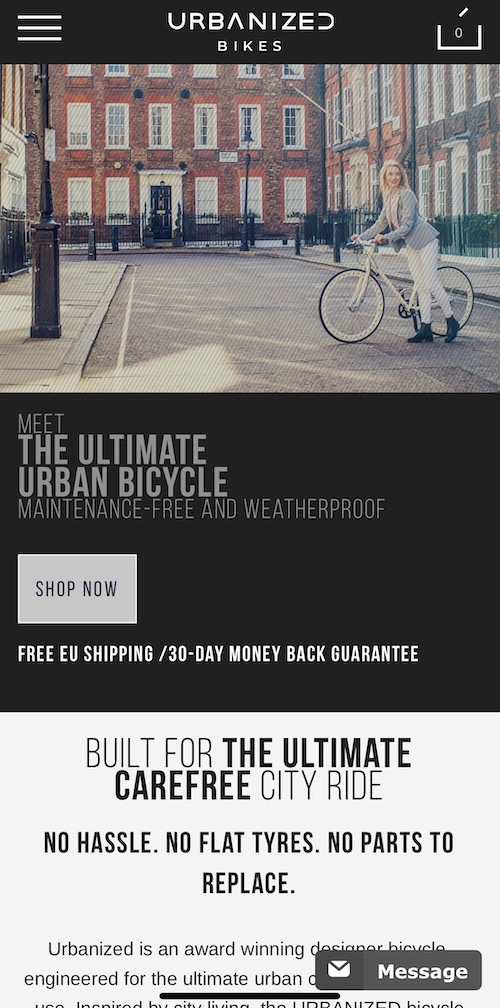 URBANIZED
BIKES
0
MEET
THE ULTIMATE
URBAN BICYCLE
MAINTENANCE-FREE AND WEATHERPROOF
SHOP NOW
FREE EU SHIPPING /30-DAY MONEY BACK GUARANTEE
BUILT FOR THE ULTIMATE
CAREFREE CITY RIDE
NO HASSLE. NO FLAT TYRES. NO PARTS TO
REPLACE.
Urbanized is an award winning designer bicycle
engineered for the ultimate urban
Message
use. Inspired by city living, the URBANIZED bicycle